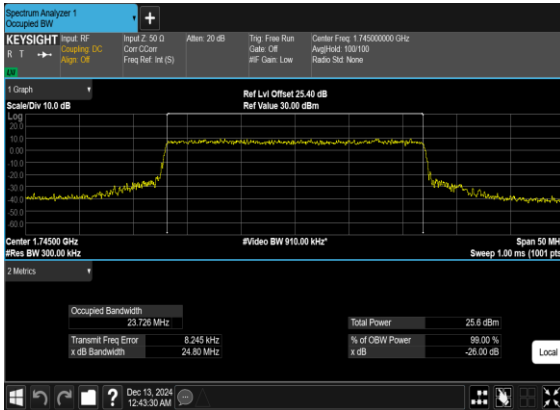 Spectrum Analyzer 1
Occupied BW
KEYSIGHT
R T
LW
Input: RF
Coupling: DC
Align: Off
Input Z: 50 Ω
Corr CCorr
Freq Ref: Int (S)
Atten: 20 dB
Trig: Free Run
Gate: Off
#IF Gain: Low
Center Freq: 1.745000000 GHz
Avg|Hold: 100/100
Radio Std: None
1 Graph
Scale/Div 10.0 dB
Ref Lvl Offset 25.40 dB
Ref Value 30.00 dBm
Log
20.0
10.0
0.00
-10.0
-20.0
-30.0
-40.0
-50.0
-60.0
Center 1.74500 GHz
#Res BW 300.00 kHz
#Video BW 910.00 kHz*
Span 50 MH
Sweep 1.00 ms (1001 pts
2 Metrics
Occupied Bandwidth
23.726 MHz
Transmit Freq Error 8.245 kHz
x dB Bandwidth 24.80 MHz
Total Power 25.6 dBm
% of OBW Power 99.00 %
x dB -26.00 dB
Local
?
Dec 13, 2024
12:43:30 AM